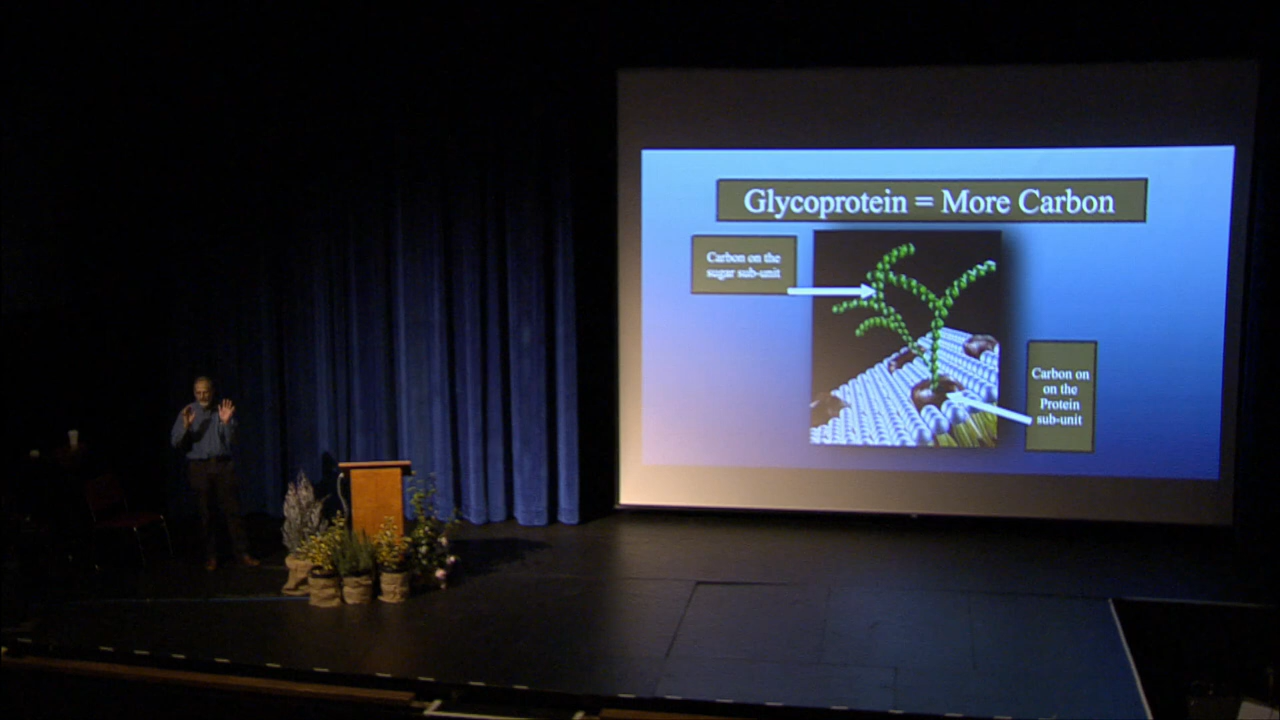 Glycoprotein = More Carbon
Carbon on the
sugar sub-unit
Carbon on
on the
Protein
sub-unit